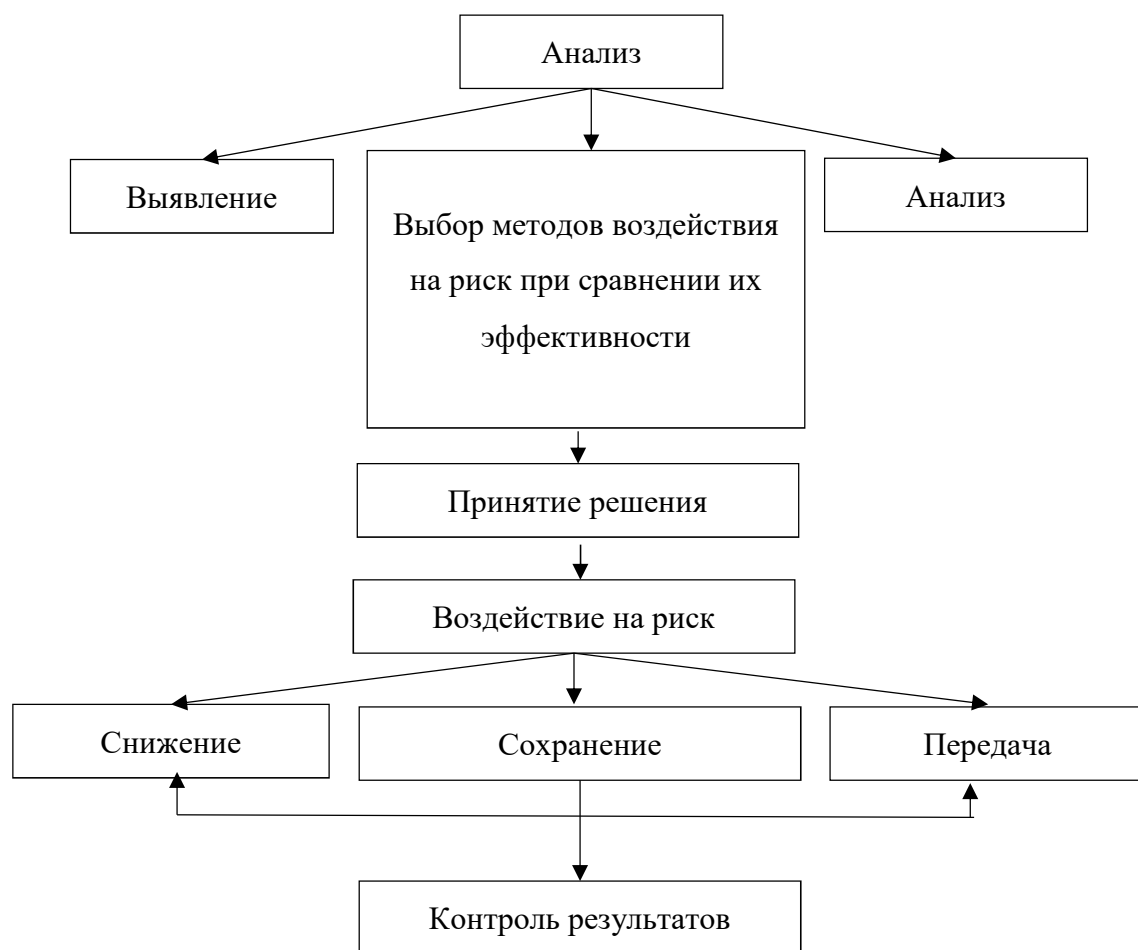 Анализ
Выявление
Выбор методов воздействия
на риск при сравнении их
эффективности
Анализ
Принятие решения
Воздействие на риск
Снижение
Сохранение
Передача
Контроль результатов